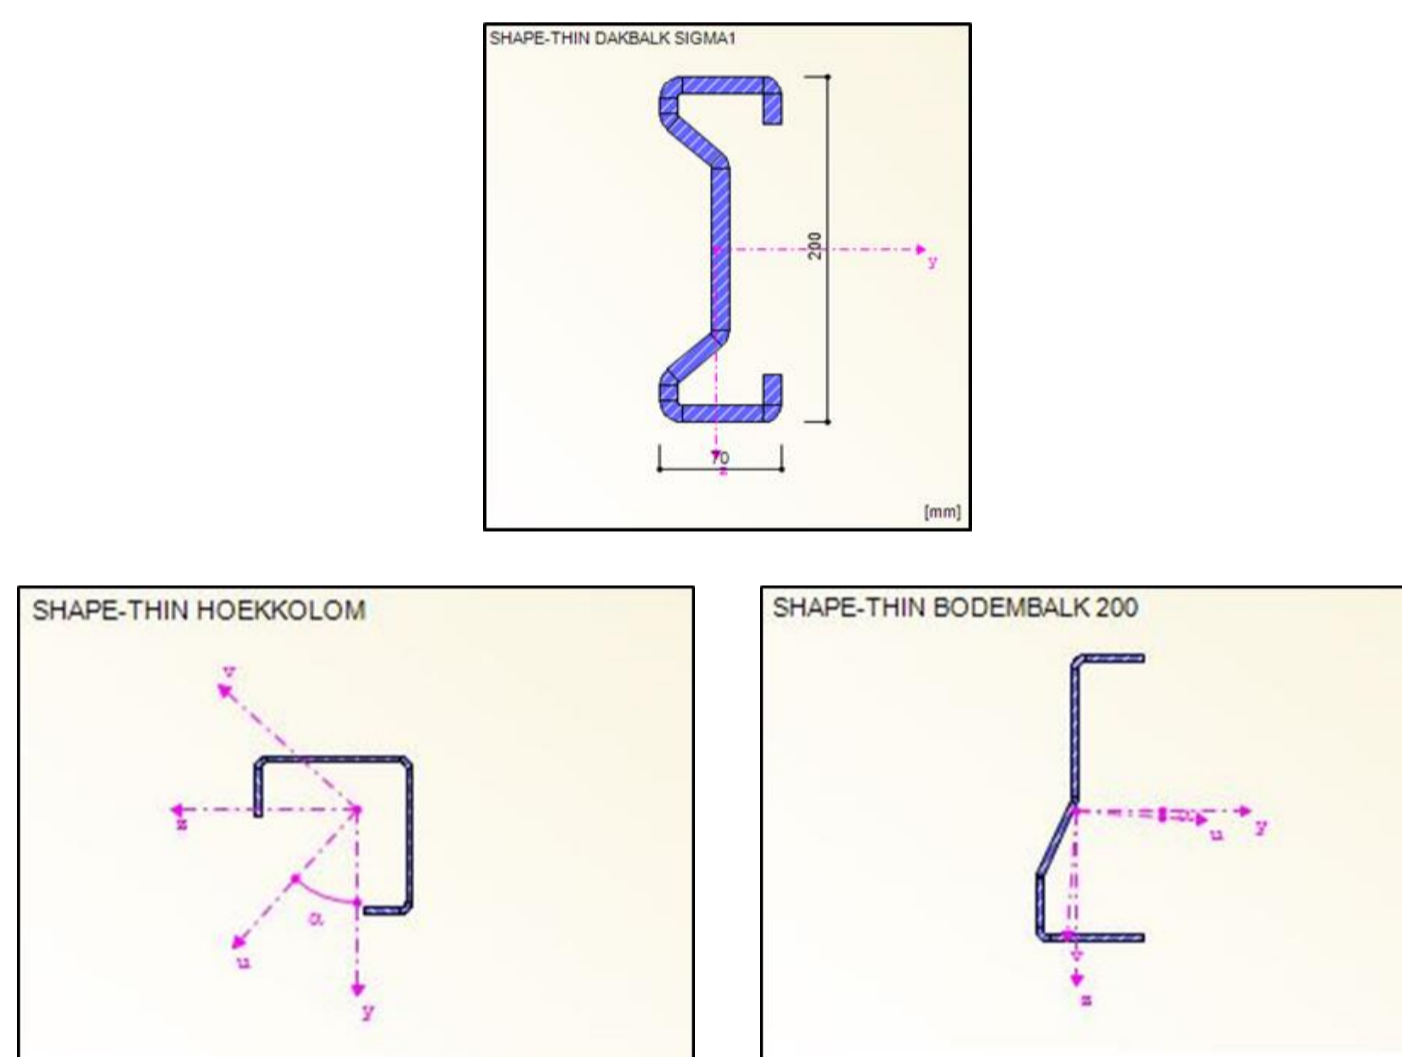 SHAPE-THIN DAKBALK SIGMA1
200
y
70
z
[mm]
SHAPE-THIN HOEKKOLOM
v
z
α
u
y
SHAPE-THIN BODEMBALK 200
α
y
u
v
z